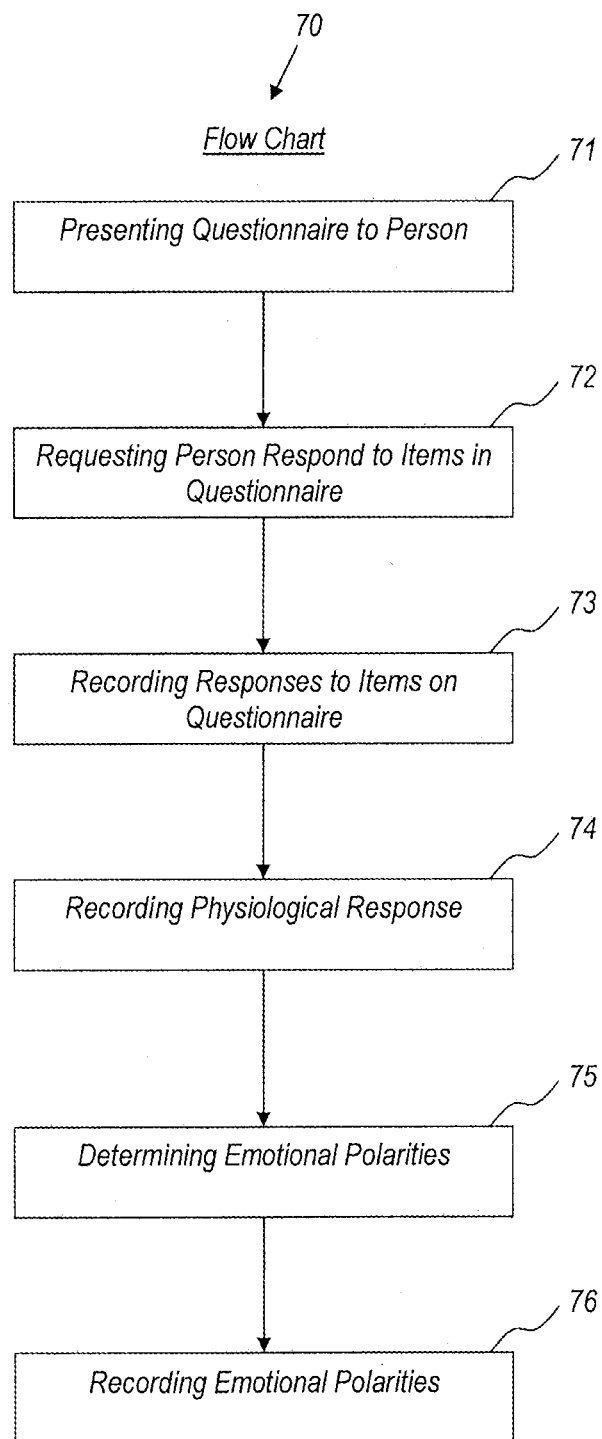 70
Flow Chart
71
Presenting Questionnaire to Person
72
Requesting Person Respond to Items in
Questionnaire
73
Recording Responses to Items on
Questionnaire
74
Recording Physiological Response
75
Determining Emotional Polarities
76
Recording Emotional Polarities